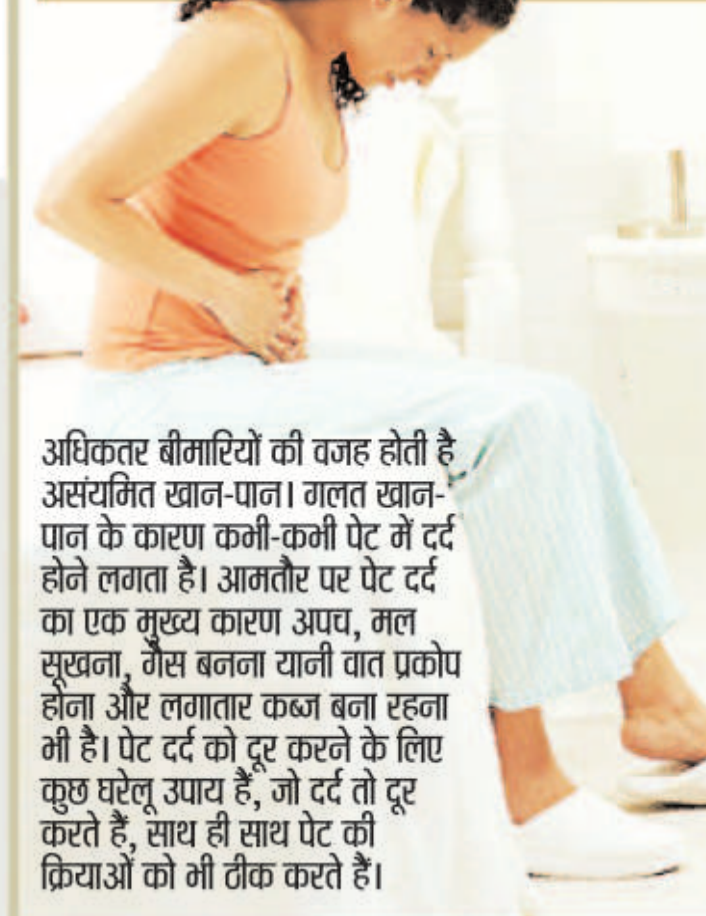 अधिकतर बीमारियों की वजह होती है
असंयमित खान-पान। गलत खान-
पान के कारण कभी-कभी पेट में दर्द
होने लगता है। आमतौर पर पेट दर्द
का एक मुख्य कारण अपच, मल
सूखना, गैस बनना यानी वात प्रकोप
होना और लगातार कब्ज बना रहना
भी है। पेट दर्द को दूर करने के लिए
कुछ घरेलू उपाय हैं, जो दर्द तो दूर
करते हैं, साथ ही साथ पेट की
क्रियाओं को भी ठीक करते हैं।